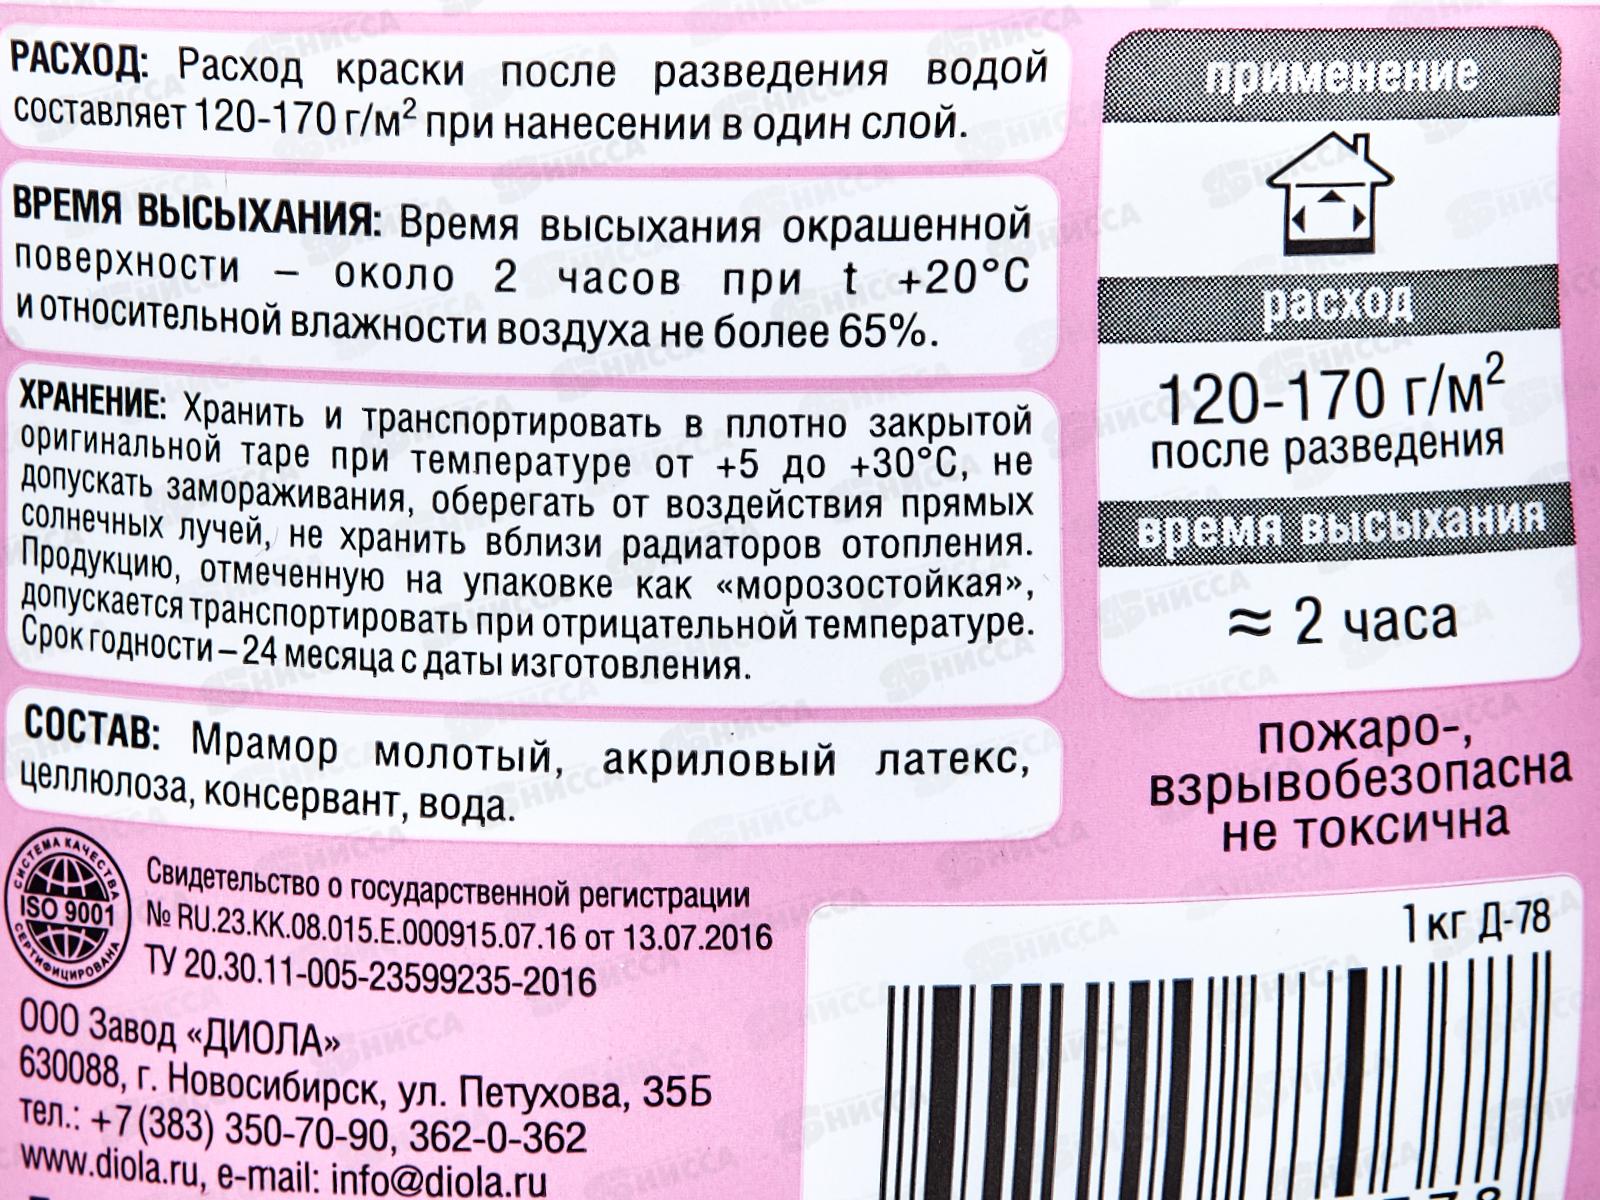 РАСХОД: Расход краски после разведения водой
составляет 120-170 г/м² при нанесении в один слой.
ВРЕМЯ ВЫСЫХАНИЯ: Время высыхания окрашенной
поверхности – около 2 часов при t +20°C
и относительной влажности воздуха не более 65%.
ХРАНЕНИЕ: Хранить и транспортировать в плотно закрытой
оригинальной таре при температуре от +5 до +30°C, не
допускать замораживания, оберегать от воздействия прямых
солнечных лучей, не хранить вблизи радиаторов отопления.
Продукцию, отмеченную на упаковке как «морозостойкая»,
допускается транспортировать при отрицательной температуре.
Срок годности – 24 месяца с даты изготовления.
СОСТАВ: Мрамор молотый, акриловый латекс,
целлюлоза, консервант, вода.
СИСТЕМА КАЧЕСТВА
ISO 9001
СЕРТИФИЦИРОВАНА
Свидетельство о государственной регистрации
№ RU.23.КК.08.015.Е.000915.07.16 от 13.07.2016
ТУ 20.30.11-005-23599235-2016
ООО Завод «ДИОЛА»
630088, г. Новосибирск, ул. Петухова, 35Б
тел.: +7 (383) 350-70-90, 362-0-362
www.diola.ru, e-mail: info@diola.ru
применение
расход
120-170 г/м²
после разведения
время высыхания
≈ 2 часа
пожаро-,
взрывобезопасна
не токсична
1 кг Д-78
НИССА